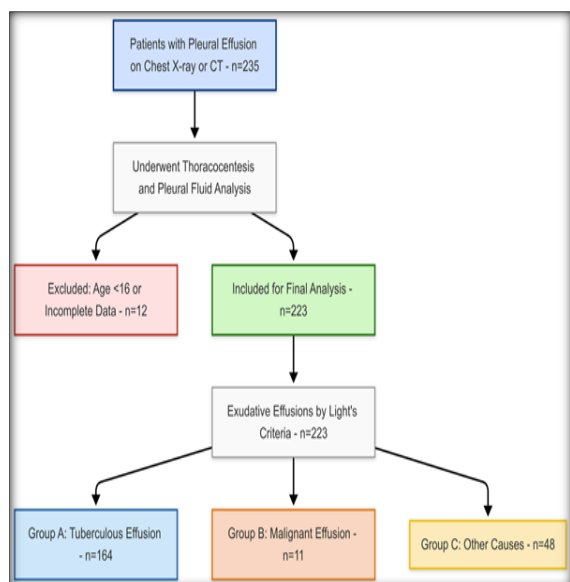 Patients with Pleural Effusion
on Chest X-ray or CT - n=235
Underwent Thoracocentesis
and Pleural Fluid Analysis
Excluded: Age <16 or
Incomplete Data - n=12
Included for Final Analysis -
n=223
Exudative Effusions by Light's
Criteria - n=223
Group A: Tuberculous Effusion
- n=164
Group B: Malignant Effusion -
n=11
Group C: Other Causes - n=48